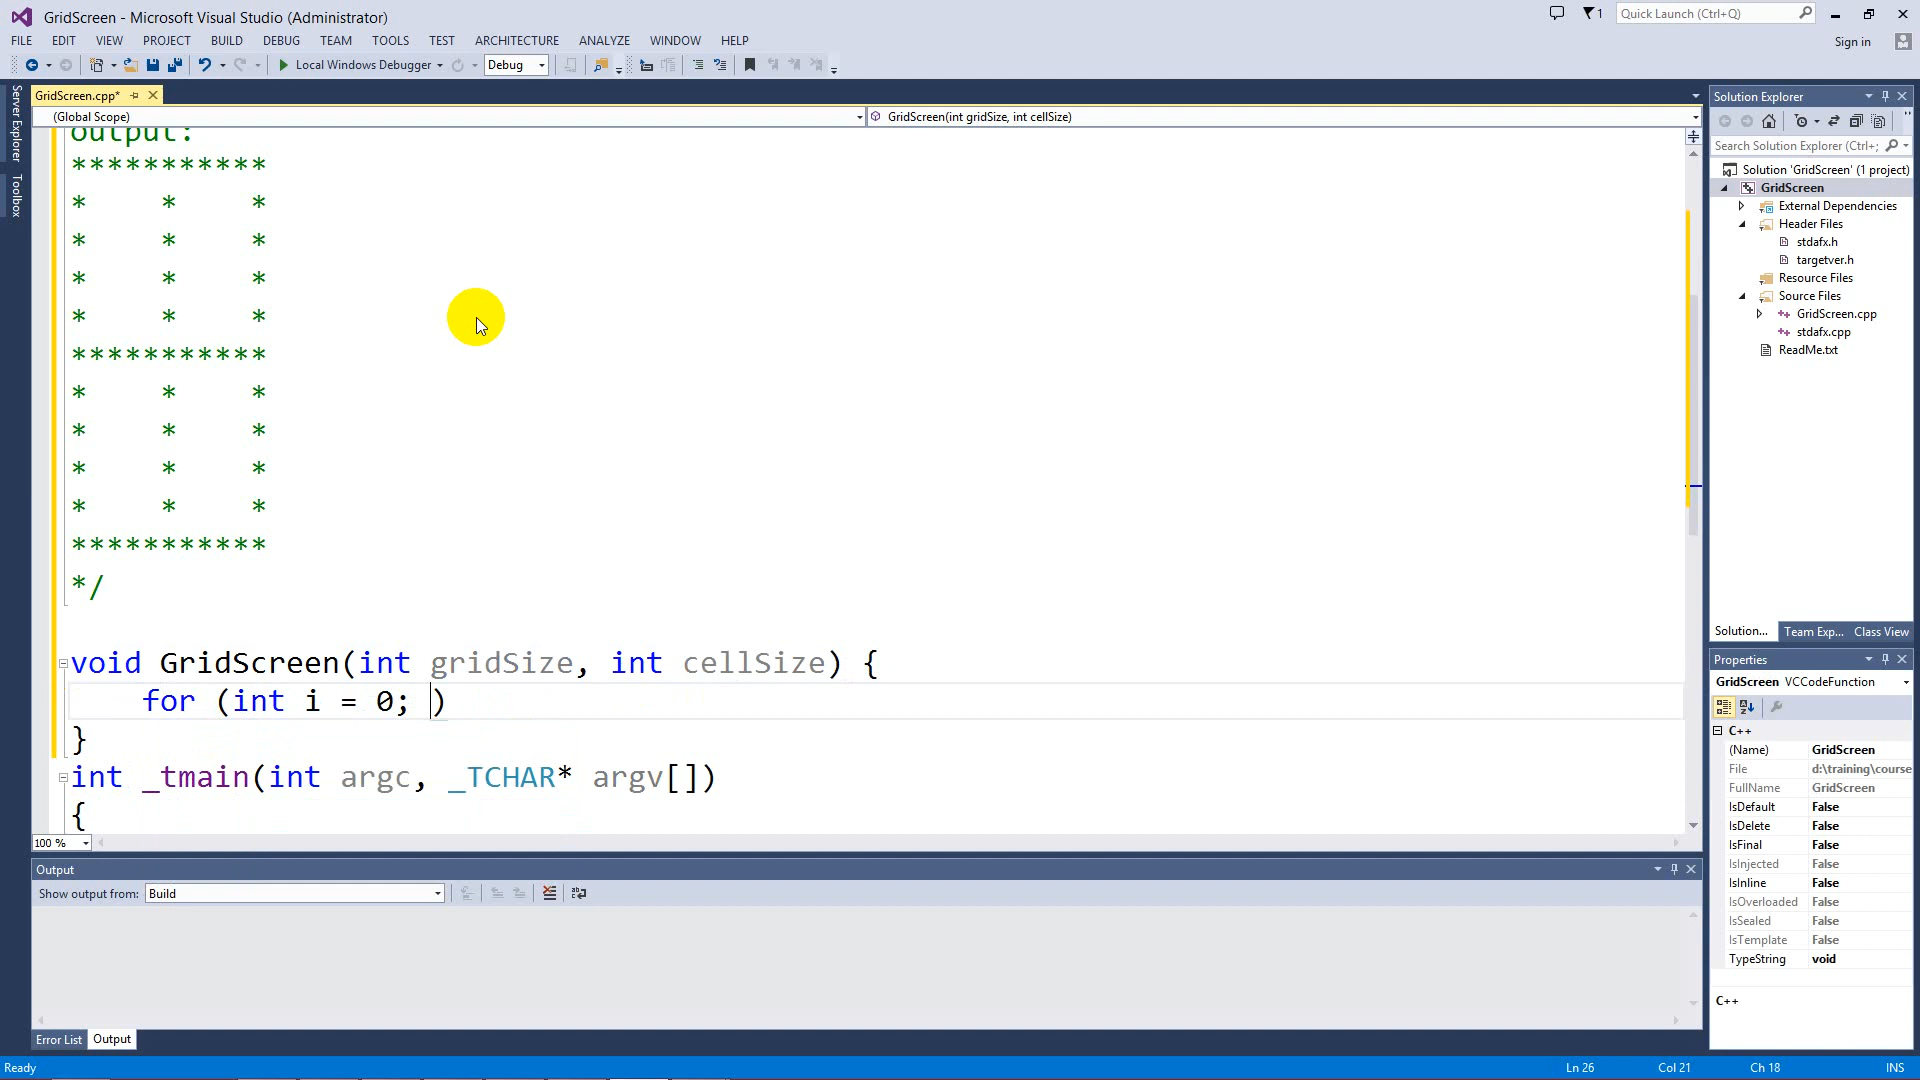 GridScreen - Microsoft Visual Studio (Administrator)
1
Quick Launch (Ctrl+Q)
FILE EDIT VIEW PROJECT BUILD DEBUG TEAM TOOLS TEST ARCHITECTURE ANALYZE WINDOW HELP
Sign in
Local Windows Debugger Debug
Server Explorer
Toolbox
GridScreen.cpp*
(Global Scope) GridScreen(int gridSize, int cellSize)
output:
***********
*    *    *
*    *    *
*    *    *
*    *    *
***********
*    *    *
*    *    *
*    *    *
*    *    *
***********
*/
void GridScreen(int gridSize, int cellSize) {
for (int i = 0; )
}
int _tmain(int argc, _TCHAR* argv[])
{
100 %
Output
Show output from: Build
Error List Output
Solution Explorer
Search Solution Explorer (Ctrl+;
Solution 'GridScreen' (1 project)
GridScreen
External Dependencies
Header Files
stdafx.h
targetver.h
Resource Files
Source Files
GridScreen.cpp
stdafx.cpp
ReadMe.txt
Solution... Team Exp... Class View
Properties
GridScreen VCCodeFunction
C++
(Name) GridScreen
File d:\training\course
FullName GridScreen
IsDefault False
IsDelete False
IsFinal False
IsInjected False
IsInline False
IsOverloaded False
IsSealed False
IsTemplate False
TypeString void
C++
Ready Ln 26 Col 21 Ch 18 INS